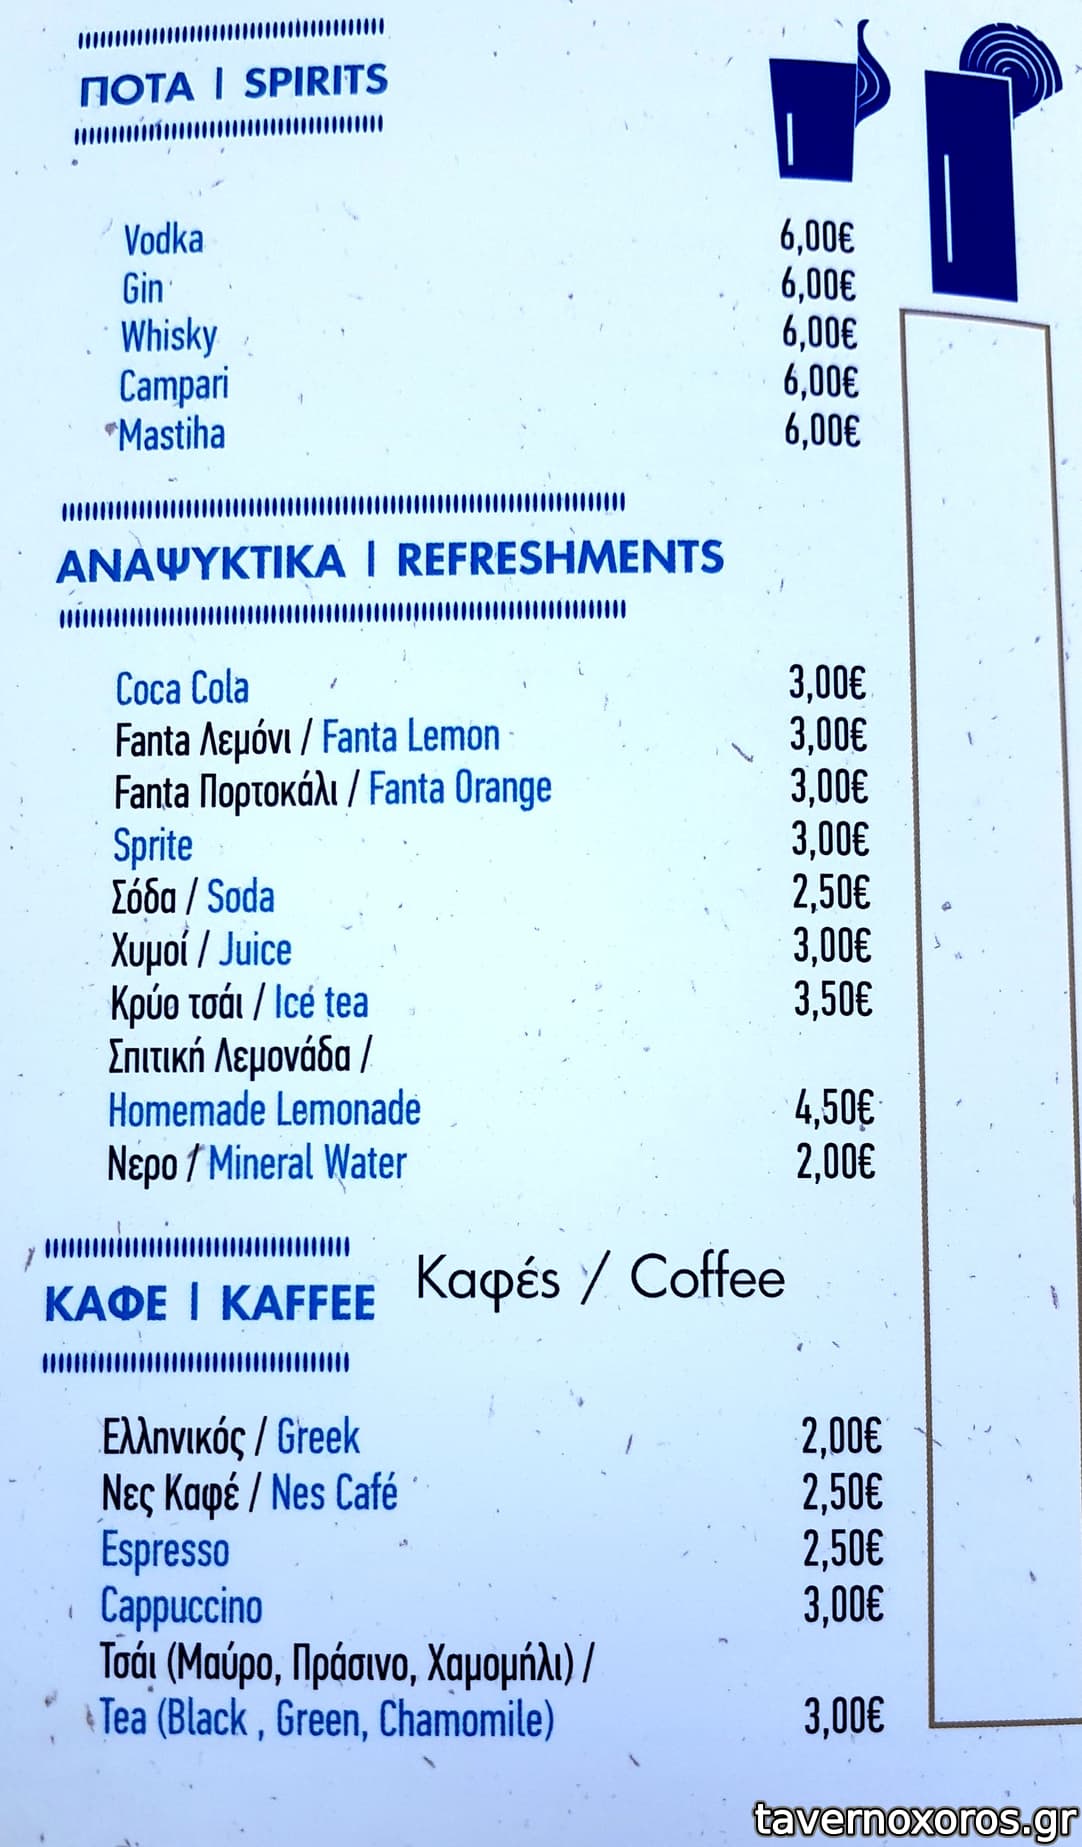 ΠΟΤΑ | SPIRITS
Vodka 6,00€
Gin 6,00€
Whisky 6,00€
Campari 6,00€
Mastiha 6,00€
ΑΝΑΨΥΚΤΙΚΑ | REFRESHMENTS
Coca Cola 3,00€
Fanta Λεμόνι / Fanta Lemon 3,00€
Fanta Πορτοκάλι / Fanta Orange 3,00€
Sprite 3,00€
Σόδα / Soda 2,50€
Χυμοί / Juice 3,00€
Κρύο τσάι / Ice tea 3,50€
Σπιτική Λεμονάδα /
Homemade Lemonade 4,50€
Νερο / Mineral Water 2,00€
ΚΑΦΕ | KAFFEE Καφές / Coffee
Ελληνικός / Greek 2,00€
Νες Καφέ / Nes Café 2,50€
Espresso 2,50€
Cappuccino 3,00€
Τσάι (Μαύρο, Πράσινο, Χαμομήλι) /
Tea (Black , Green, Chamomile) 3,00€
tavernoxoros.gr